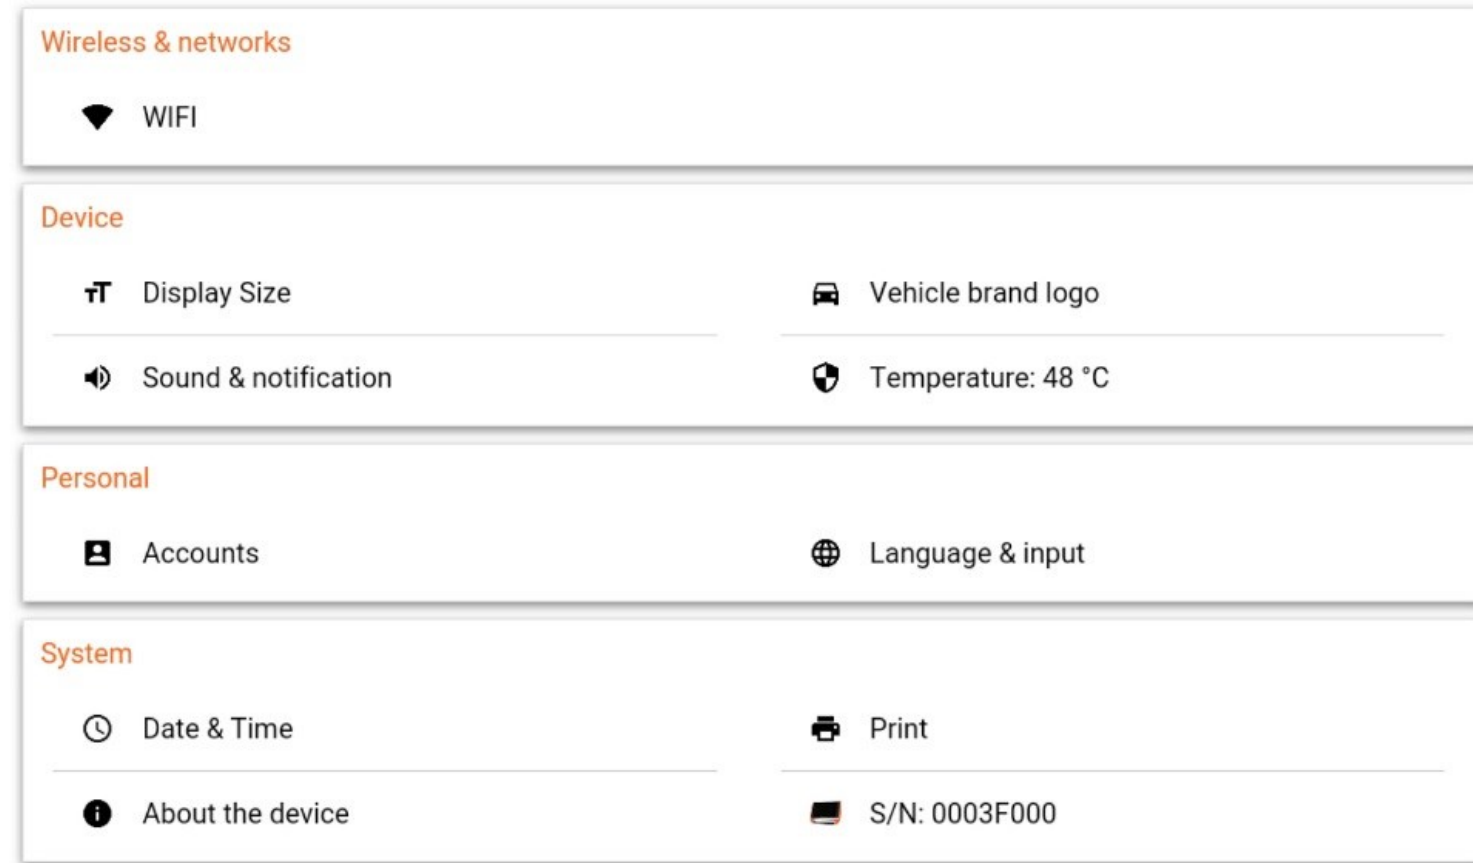 Wireless & networks
WIFI
Device
Display Size
Vehicle brand logo
Sound & notification
Temperature: 48 °C
Personal
Accounts
Language & input
System
Date & Time
Print
About the device
S/N: 0003F000